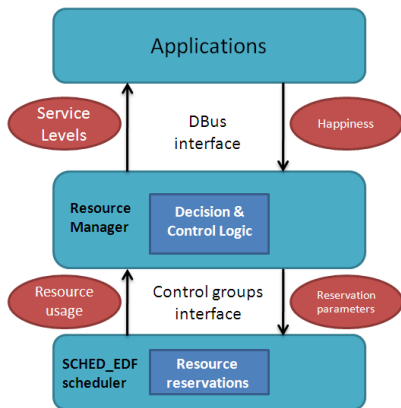 Applications
Service
Levels
DBus
interface
Happiness
Resource
Manager
Decision &
Control Logic
Resource
usage
Control groups
interface
Reservation
parameters
SCHED_EDF
scheduler
Resource
reservations